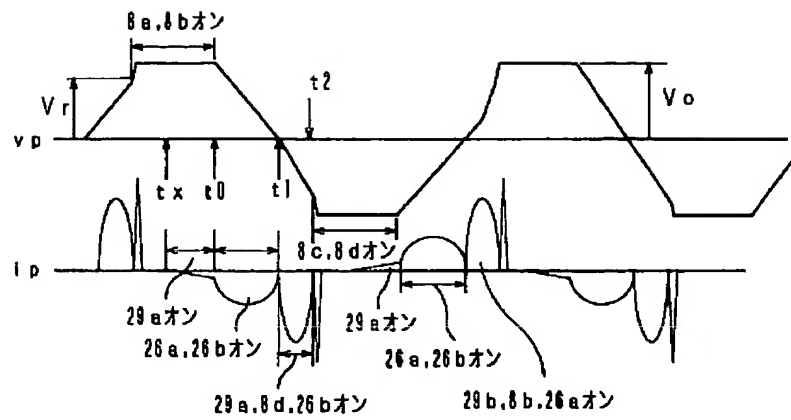 8a,8bオン
Vr
t2
Vo
vp
tx t0 t1
8c,8dオン
ip
29aオン
29aオン
26a,26bオン
26a,26bオン
29a,8d,26bオン
29b,8b,26aオン